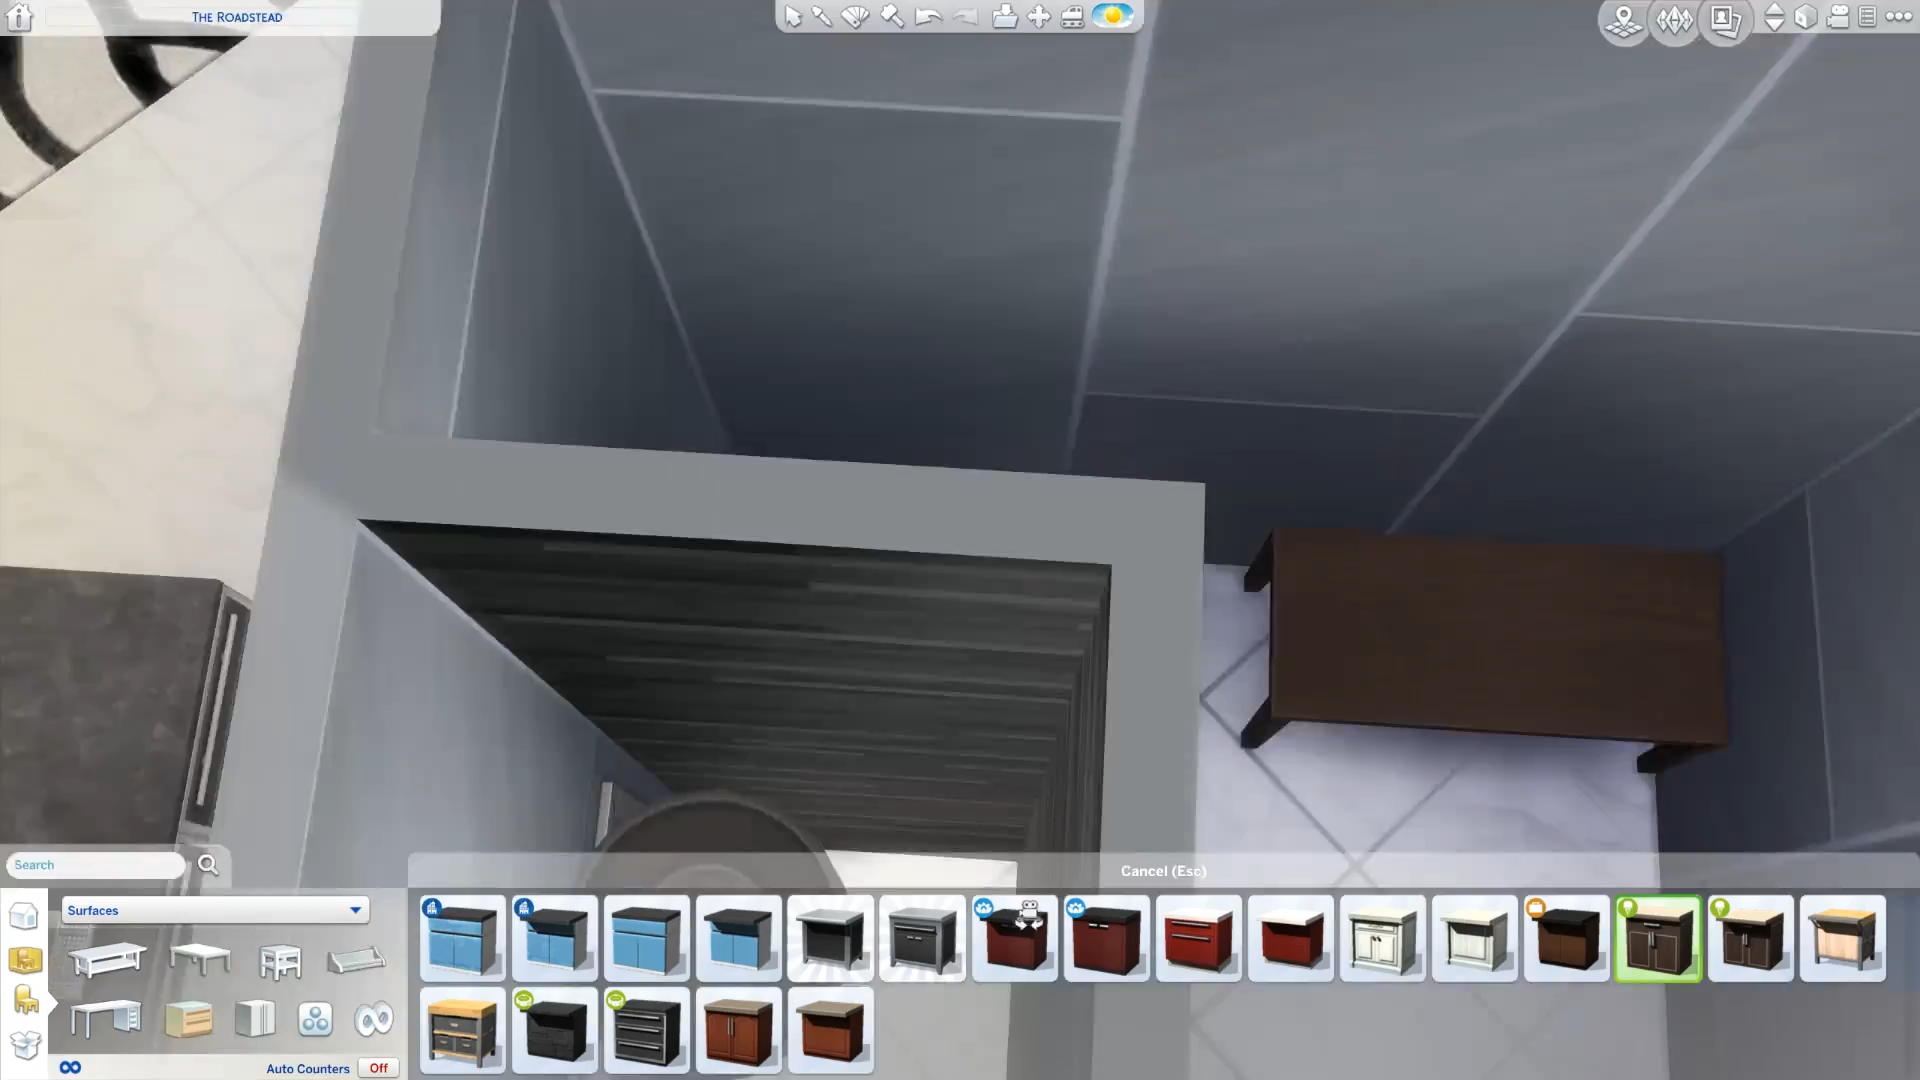 THE ROADSTEAD
Search
Cancel (Esc)
Surfaces
Auto Counters Off